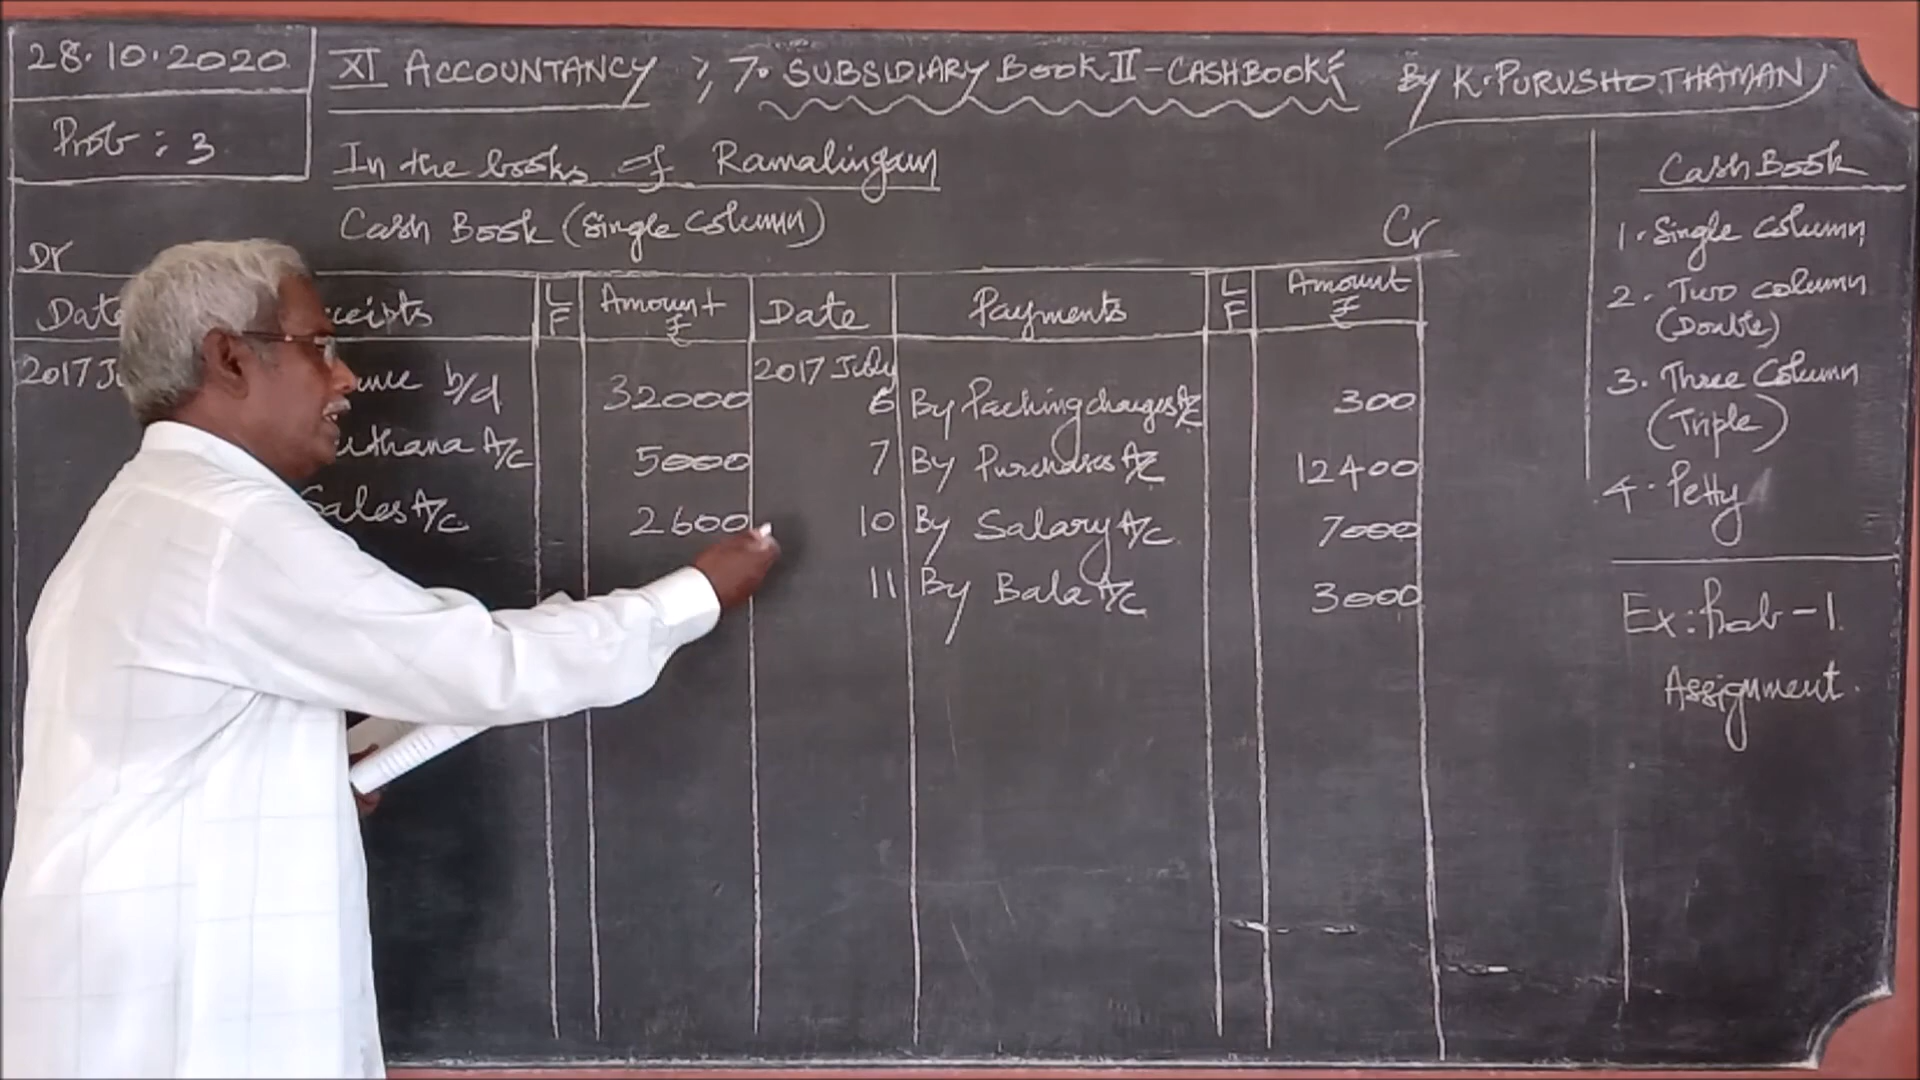 28.10.2020
Prob : 3
XI ACCOUNTANCY ; 7. SUBSIDIARY BOOK II - CASHBOOK
By K. PURUSHOTHAMAN
In the books of Ramalingam
Cash Book (Single Column)
Dr Cr
L F Amount ₹ Date Payments L F Amount ₹
2017 b/d 32000 2017 July 6 By Packing charges A/c 300
A/c 5000 7 By Purchases A/c 12400
Sales A/c 2600 10 By Salary A/c 7000
11 By Bala A/c 3000
Cash Book
1. Single Column
2. Two column
(Double)
3. Three Column
(Triple)
4. Petty
Ex: Prob - 1
Assignment.